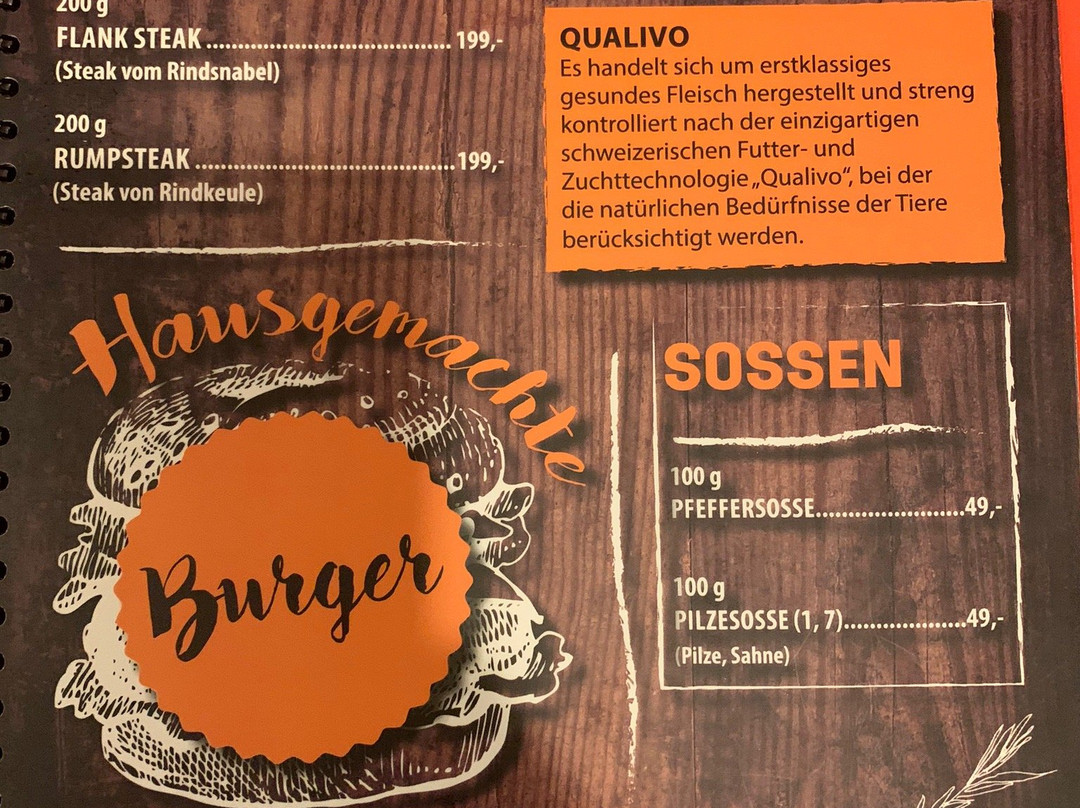 200 g
FLANK STEAK ........................................ 199,-
(Steak vom Rindsnabel)
200 g
RUMPSTEAK ........................................... 199,-
(Steak von Rindkeule)
QUALIVO
Es handelt sich um erstklassiges
gesundes Fleisch hergestellt und streng
kontrolliert nach der einzigartigen
schweizerischen Futter- und
Zuchttechnologie „Qualivo“, bei der
die natürlichen Bedürfnisse der Tiere
berücksichtigt werden.
Hausgemachte
Burger
SOSSEN
100 g
PFEFFERSOSSE......................49,-
100 g
PILZESOSSE (1, 7)..................49,-
(Pilze, Sahne)